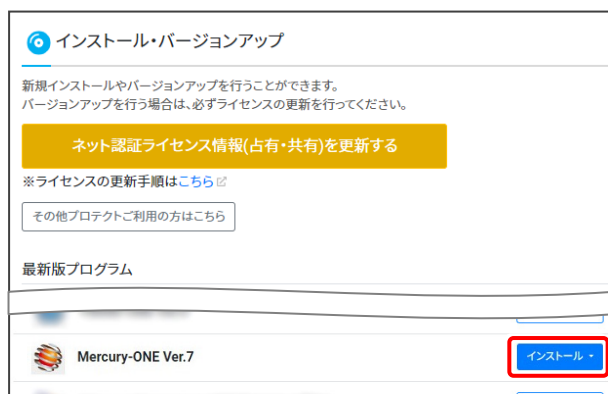 インストール・バージョンアップ
新規インストールやバージョンアップを行うことができます。
バージョンアップを行う場合は、必ずライセンスの更新を行ってください。
ネット認証ライセンス情報(占有・共有)を更新する
※ライセンスの更新手順はこちら
その他プロテクトご利用の方はこちら
最新版プログラム
Mercury-ONE Ver.7
インストール